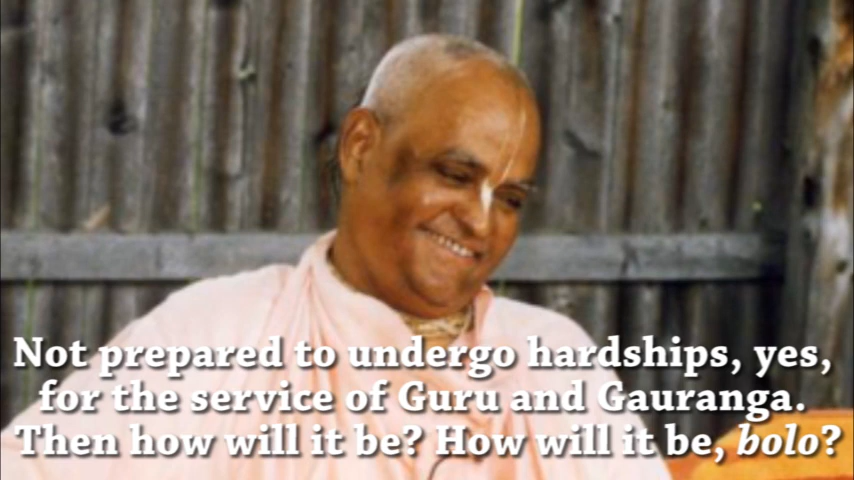 Not prepared to undergo hardships, yes,
for the service of Guru and Gauranga.
Then how will it be? How will it be, bolo?